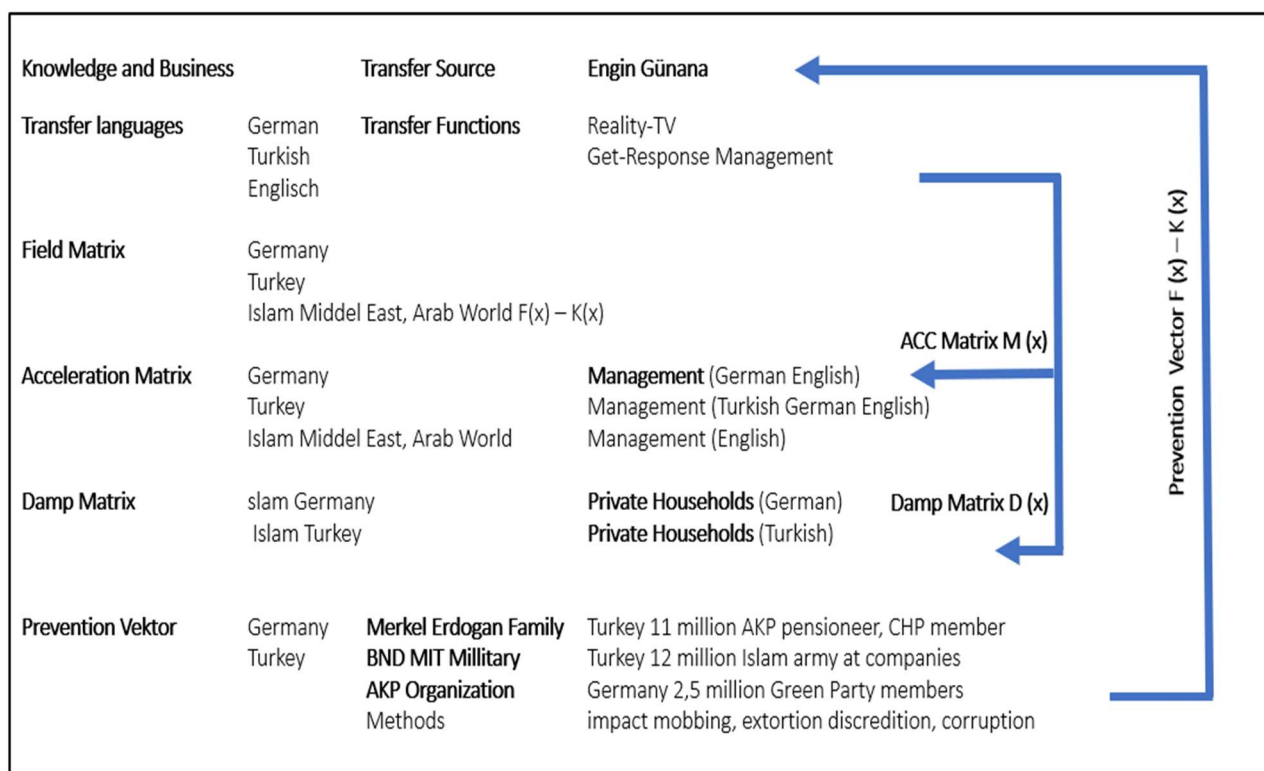 Knowledge and Business Transfer Source Engin Günana
Transfer languages German Transfer Functions Reality-TV
Turkish Get-Response Management
Englisch
Field Matrix Germany
Turkey
Islam Middel East, Arab World F(x) – K(x)
ACC Matrix M (x)
Acceleration Matrix Germany Management (German English)
Turkey Management (Turkish German English)
Islam Middel East, Arab World Management (English)
Damp Matrix slam Germany Private Households (German) Damp Matrix D (x)
Islam Turkey Private Households (Turkish)
Prevention Vektor Germany Merkel Erdogan Family Turkey 11 million AKP pensioneer, CHP member
Turkey BND MIT Millitary Turkey 12 million Islam army at companies
AKP Organization Germany 2,5 million Green Party members
Methods impact mobbing, extortion discredition, corruption
Prevention Vector F (x) – K (x)